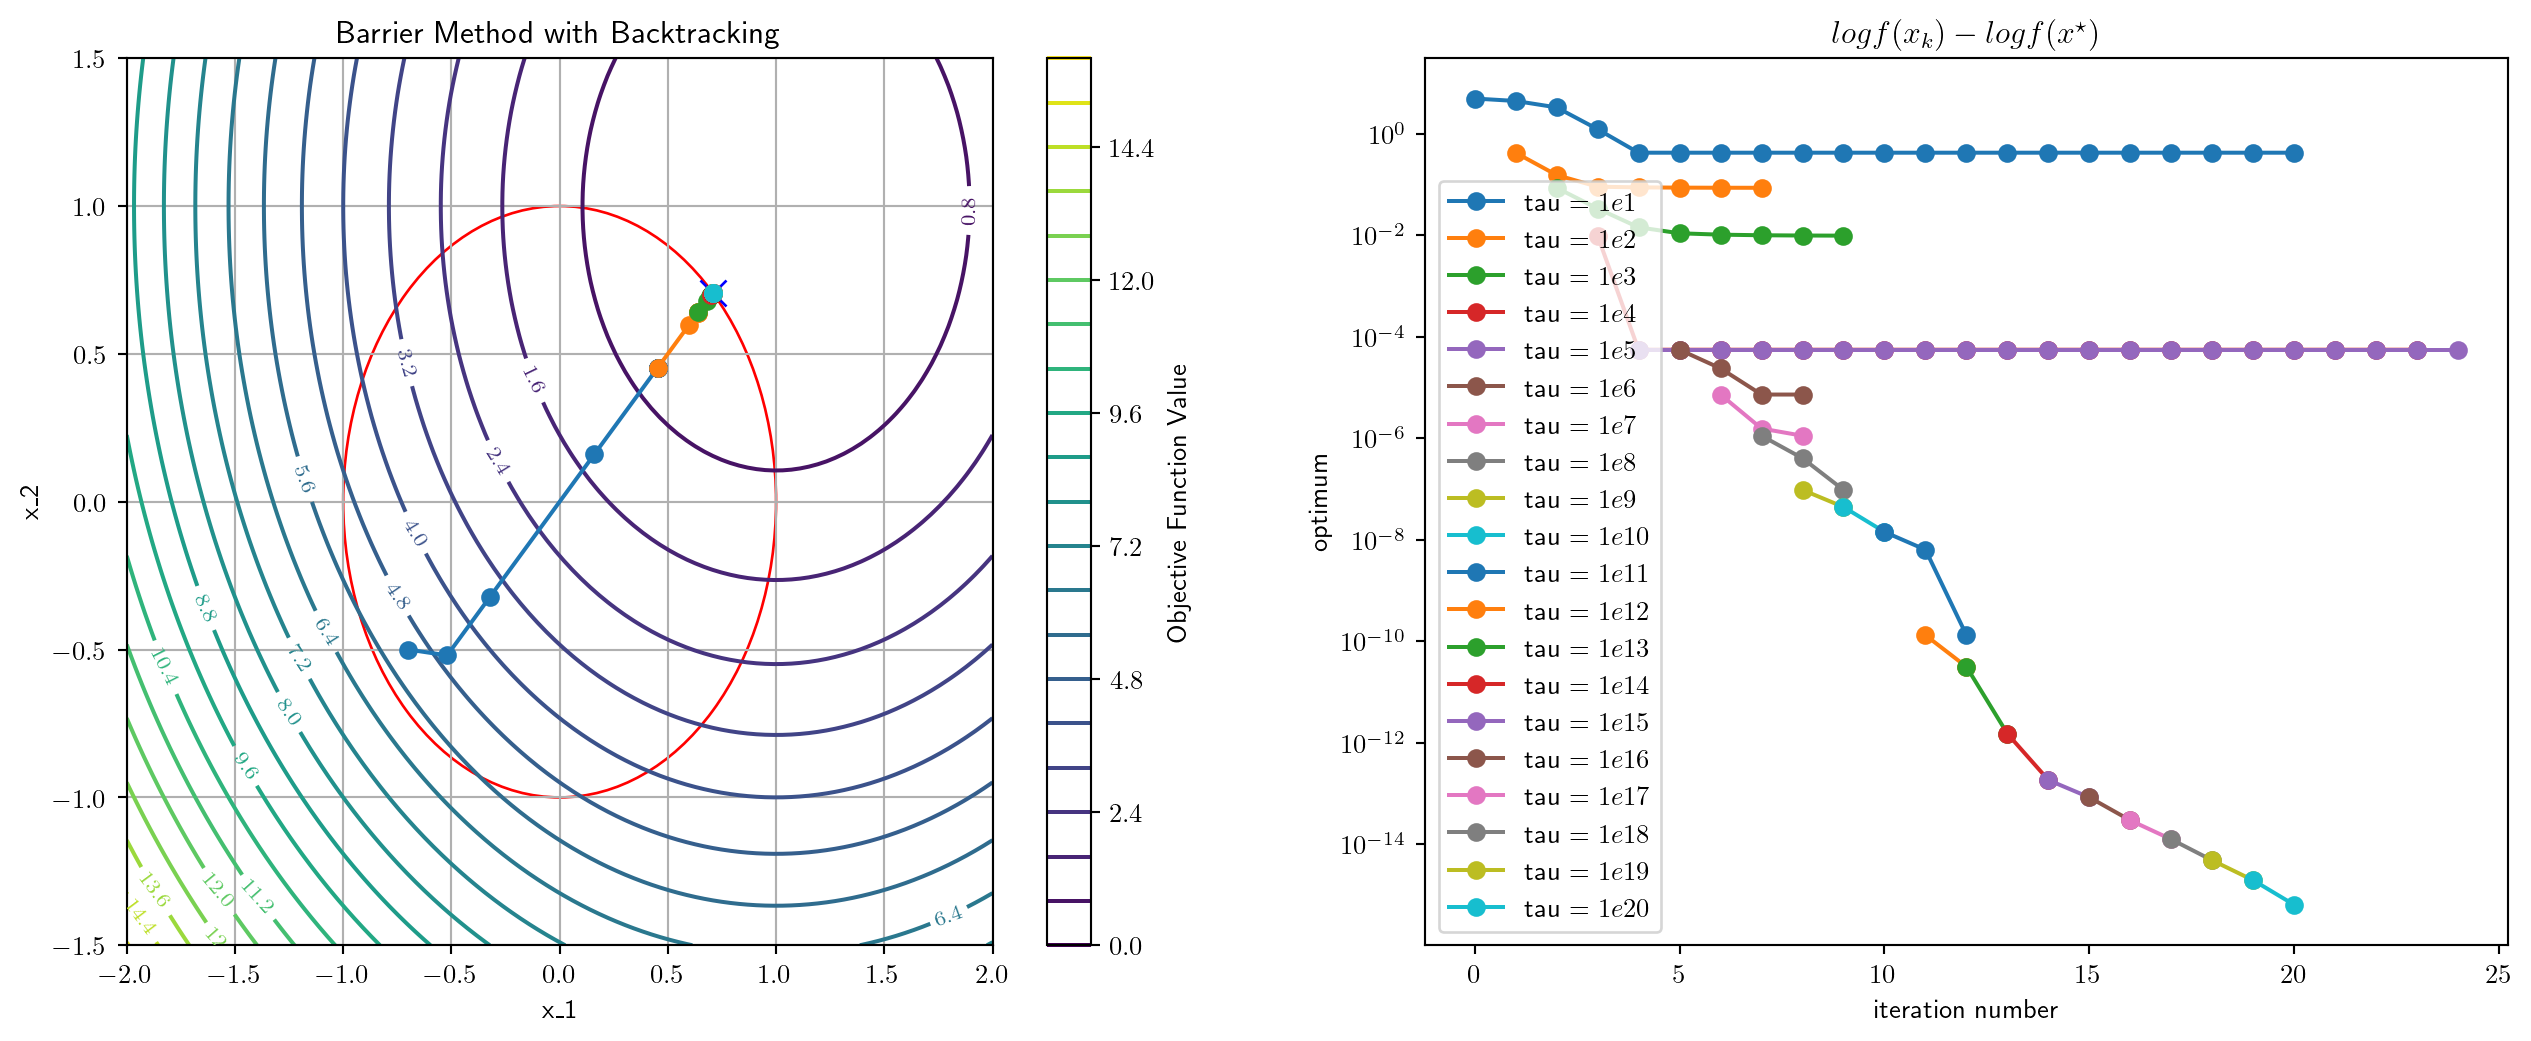 Barrier Method with Backtracking
1.5
1.0
0.5
0.0
−0.5
−1.0
−1.5
x_2
−2.0 −1.5 −1.0 −0.5 0.0 0.5 1.0 1.5 2.0
x_1
0.8
1.6
2.4
3.2
4.0
4.8
5.6
6.4
7.2
8.0
8.8
9.6
10.4
11.2
12.0
12
13.6
14.4
6.4
14.4
12.0
9.6
7.2
4.8
2.4
0.0
Objective Function Value
logf(x_k) − logf(x⋆)
10^0
10^−2
10^−4
10^−6
10^−8
10^−10
10^−12
10^−14
optimum
tau = 1e1
tau = 1e2
tau = 1e3
tau = 1e4
tau = 1e5
tau = 1e6
tau = 1e7
tau = 1e8
tau = 1e9
tau = 1e10
tau = 1e11
tau = 1e12
tau = 1e13
tau = 1e14
tau = 1e15
tau = 1e16
tau = 1e17
tau = 1e18
tau = 1e19
tau = 1e20
0 5 10 15 20 25
iteration number